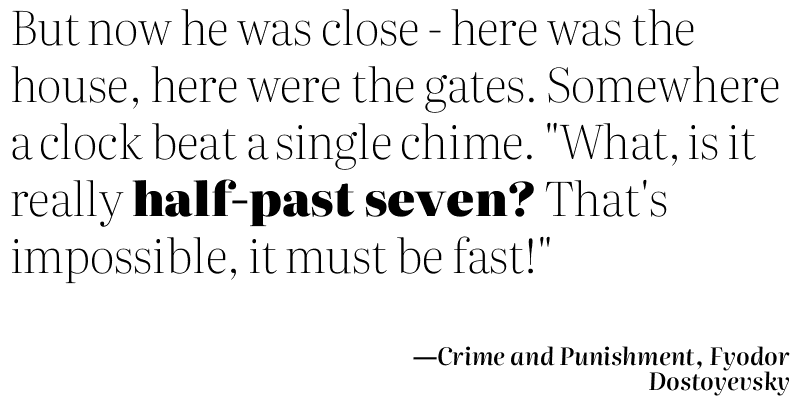 But now he was close - here was the
house, here were the gates. Somewhere
a clock beat a single chime. "What, is it
really half-past seven? That's
impossible, it must be fast!"
—Crime and Punishment, Fyodor
Dostoyevsky